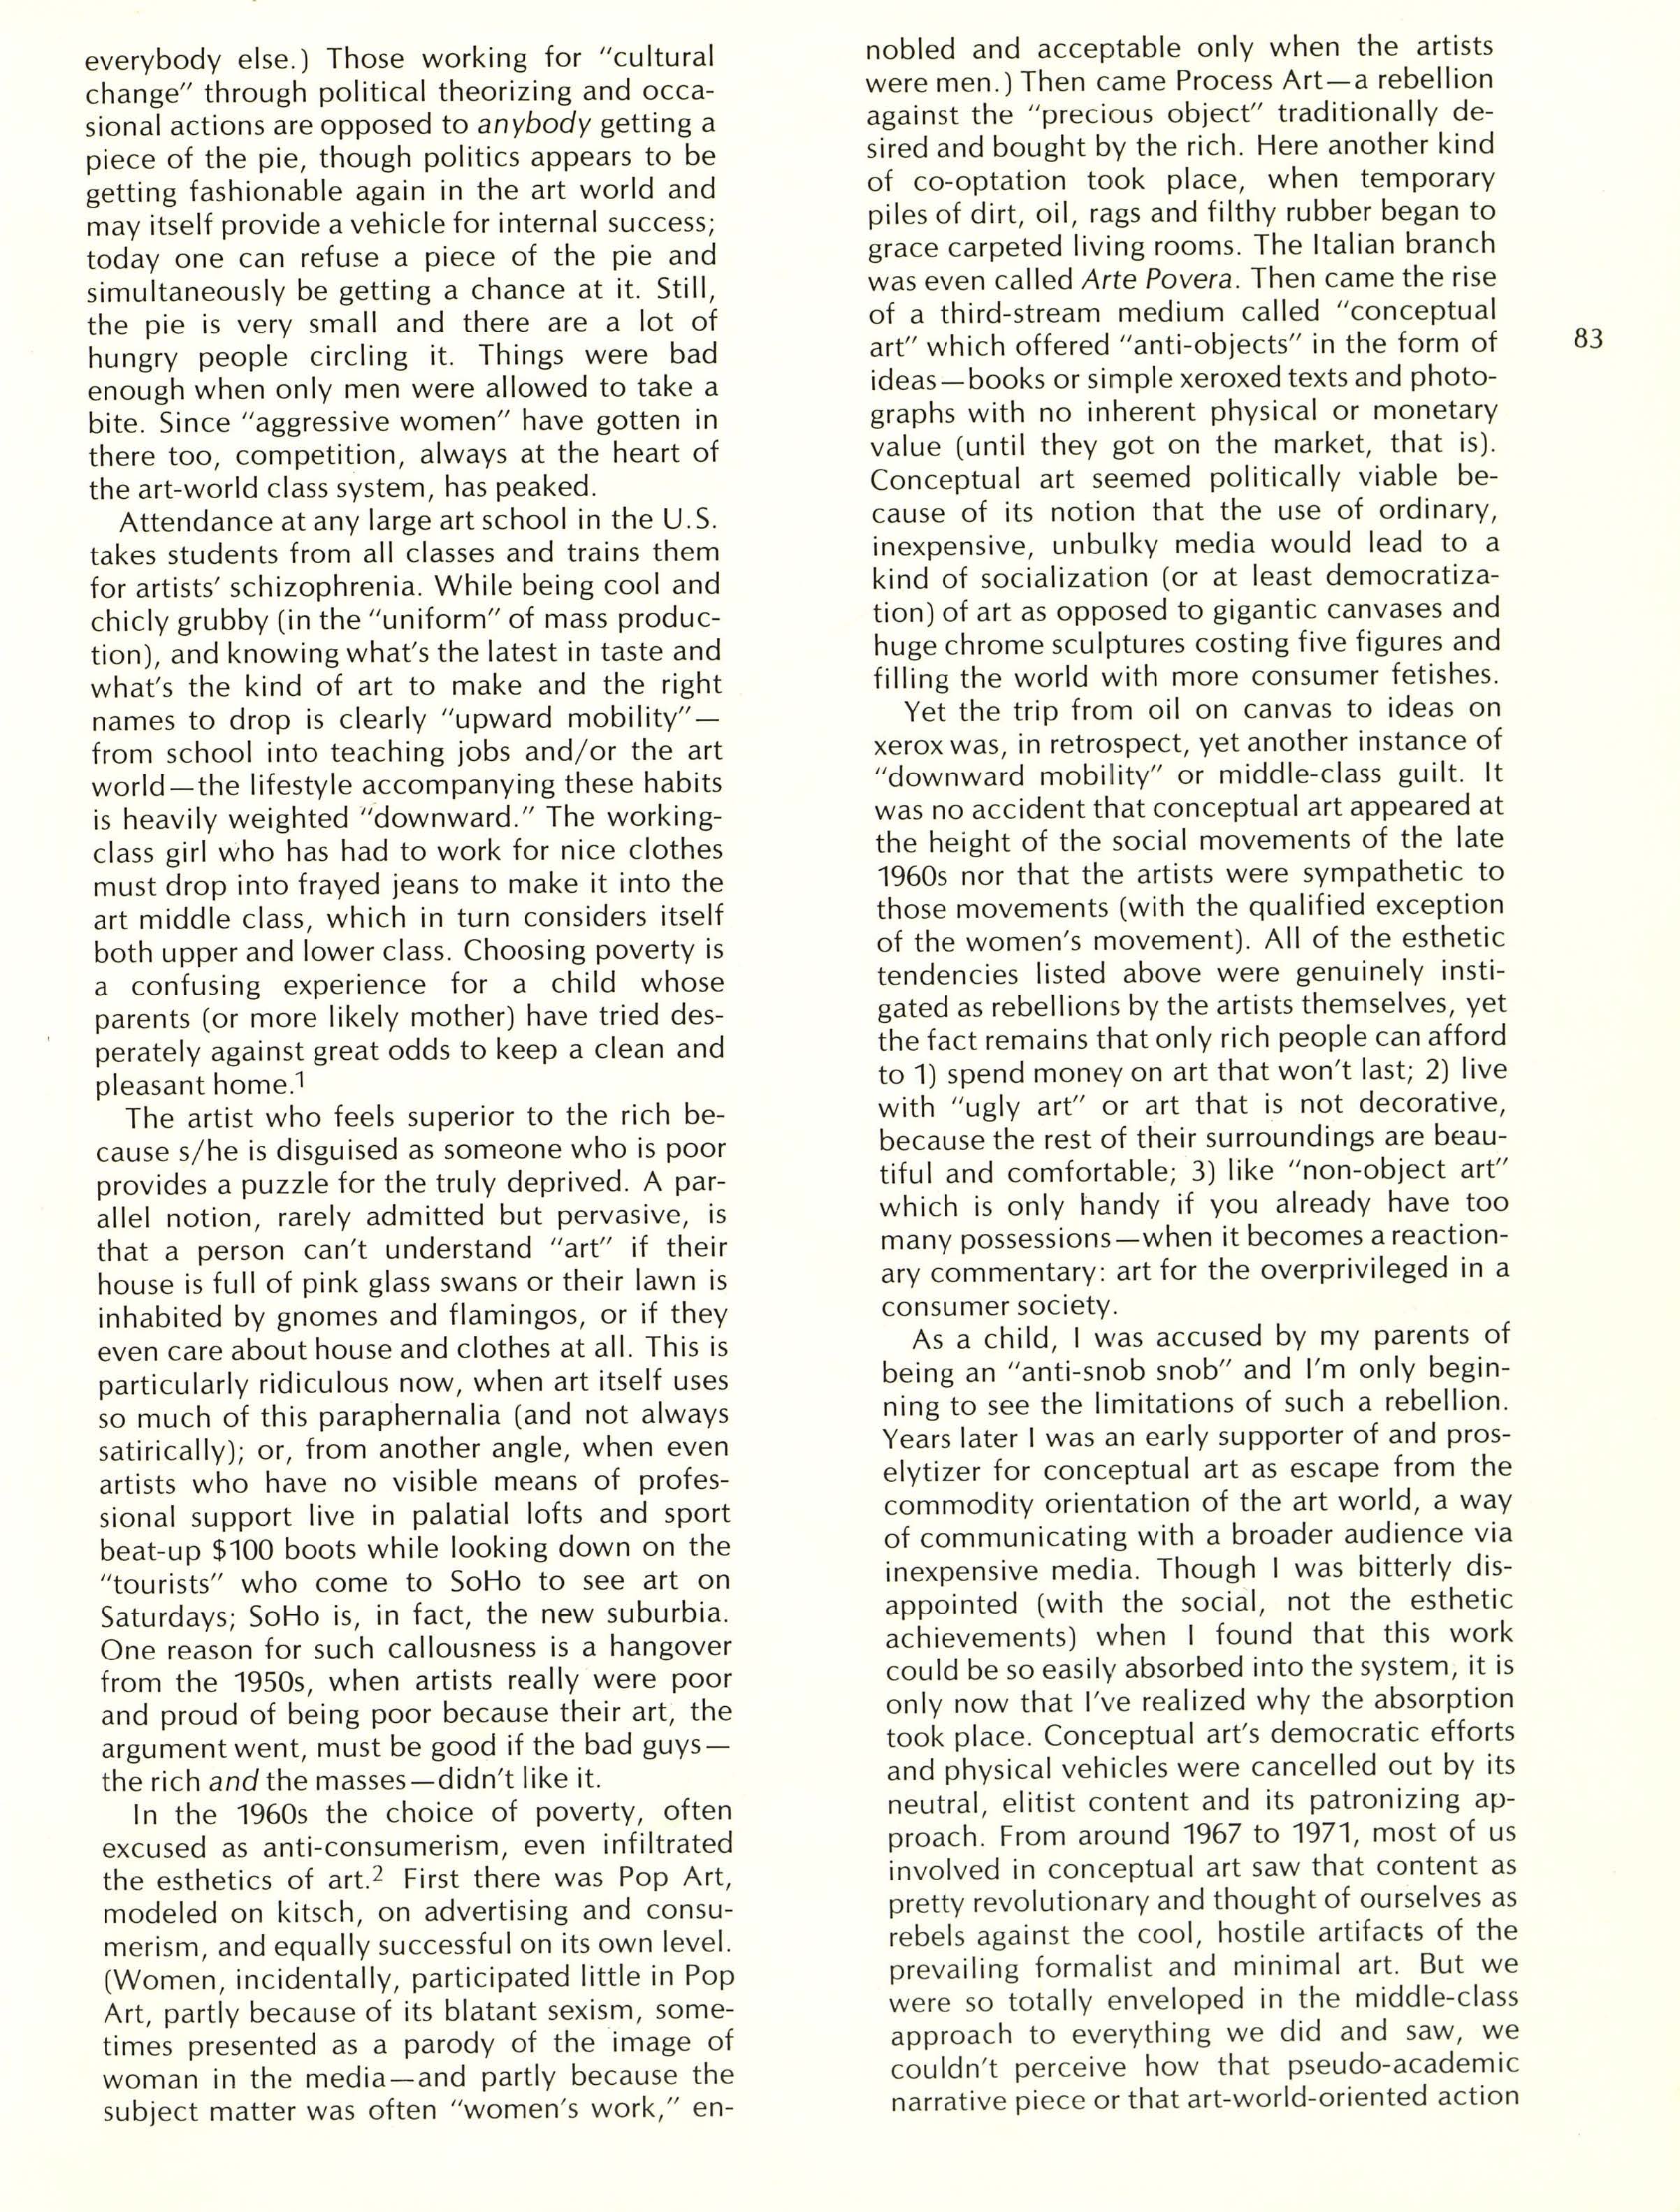 everybody else.) Those working for "cultural
change" through political theorizing and occa-
sional actions are opposed to anybody getting a
piece of the pie, though politics appears to be
getting fashionable again in the art world and
may itself provide a vehicle for internal success;
today one can refuse a piece of the pie and
simultaneously be getting a chance at it. Still,
the pie is very small and there are a lot of
hungry people circling it. Things were bad
enough when only men were allowed to take a
bite. Since "aggressive women" have gotten in
there too, competition, always at the heart of
the art-world class system, has peaked.
Attendance at any large art school in the U.S.
takes students from all classes and trains them
for artists' schizophrenia. While being cool and
chicly grubby (in the "uniform" of mass produc-
tion), and knowing what's the latest in taste and
what's the kind of art to make and the right
names to drop is clearly "upward mobility"—
from school into teaching jobs and/or the art
world—the lifestyle accompanying these habits
is heavily weighted "downward." The working-
class girl who has had to work for nice clothes
must drop into frayed jeans to make it into the
art middle class, which in turn considers itself
both upper and lower class. Choosing poverty is
a confusing experience for a child whose
parents (or more likely mother) have tried des-
perately against great odds to keep a clean and
pleasant home.1
The artist who feels superior to the rich be-
cause s/he is disguised as someone who is poor
provides a puzzle for the truly deprived. A par-
allel notion, rarely admitted but pervasive, is
that a person can't understand "art" if their
house is full of pink glass swans or their lawn is
inhabited by gnomes and flamingos, or if they
even care about house and clothes at all. This is
particularly ridiculous now, when art itself uses
so much of this paraphernalia (and not always
satirically); or, from another angle, when even
artists who have no visible means of profes-
sional support live in palatial lofts and sport
beat-up $100 boots while looking down on the
"tourists" who come to SoHo to see art on
Saturdays; SoHo is, in fact, the new suburbia.
One reason for such callousness is a hangover
from the 1950s, when artists really were poor
and proud of being poor because their art, the
argument went, must be good if the bad guys—
the rich and the masses—didn't like it.
In the 1960s the choice of poverty, often
excused as anti-consumerism, even infiltrated
the esthetics of art.2 First there was Pop Art,
modeled on kitsch, on advertising and consu-
merism, and equally successful on its own level.
(Women, incidentally, participated little in Pop
Art, partly because of its blatant sexism, some-
times presented as a parody of the image of
woman in the media—and partly because the
subject matter was often "women's work," en-
nobled and acceptable only when the artists
were men.) Then came Process Art—a rebellion
against the "precious object" traditionally de-
sired and bought by the rich. Here another kind
of co-optation took place, when temporary
piles of dirt, oil, rags and filthy rubber began to
grace carpeted living rooms. The Italian branch
was even called Arte Povera. Then came the rise
of a third-stream medium called "conceptual
art" which offered "anti-objects" in the form of
ideas—books or simple xeroxed texts and photo-
graphs with no inherent physical or monetary
value (until they got on the market, that is).
Conceptual art seemed politically viable be-
cause of its notion that the use of ordinary,
inexpensive, unbulky media would lead to a
kind of socialization (or at least democratiza-
tion) of art as opposed to gigantic canvases and
huge chrome sculptures costing five figures and
filling the world with more consumer fetishes.
Yet the trip from oil on canvas to ideas on
xerox was, in retrospect, yet another instance of
"downward mobility" or middle-class guilt. It
was no accident that conceptual art appeared at
the height of the social movements of the late
1960s nor that the artists were sympathetic to
those movements (with the qualified exception
of the women's movement). All of the esthetic
tendencies listed above were genuinely insti-
gated as rebellions by the artists themselves, yet
the fact remains that only rich people can afford
to 1) spend money on art that won't last; 2) live
with "ugly art" or art that is not decorative,
because the rest of their surroundings are beau-
tiful and comfortable; 3) like "non-object art"
which is only handy if you already have too
many possessions—when it becomes a reaction-
ary commentary: art for the overprivileged in a
consumer society.
As a child, I was accused by my parents of
being an "anti-snob snob" and I'm only begin-
ning to see the limitations of such a rebellion.
Years later I was an early supporter of and pros-
elytizer for conceptual art as escape from the
commodity orientation of the art world, a way
of communicating with a broader audience via
inexpensive media. Though I was bitterly dis-
appointed (with the social, not the esthetic
achievements) when I found that this work
could be so easily absorbed into the system, it is
only now that I've realized why the absorption
took place. Conceptual art's democratic efforts
and physical vehicles were cancelled out by its
neutral, elitist content and its patronizing ap-
proach. From around 1967 to 1971, most of us
involved in conceptual art saw that content as
pretty revolutionary and thought of ourselves as
rebels against the cool, hostile artifacts of the
prevailing formalist and minimal art. But we
were so totally enveloped in the middle-class
approach to everything we did and saw, we
couldn't perceive how that pseudo-academic
narrative piece or that art-world-oriented action
83